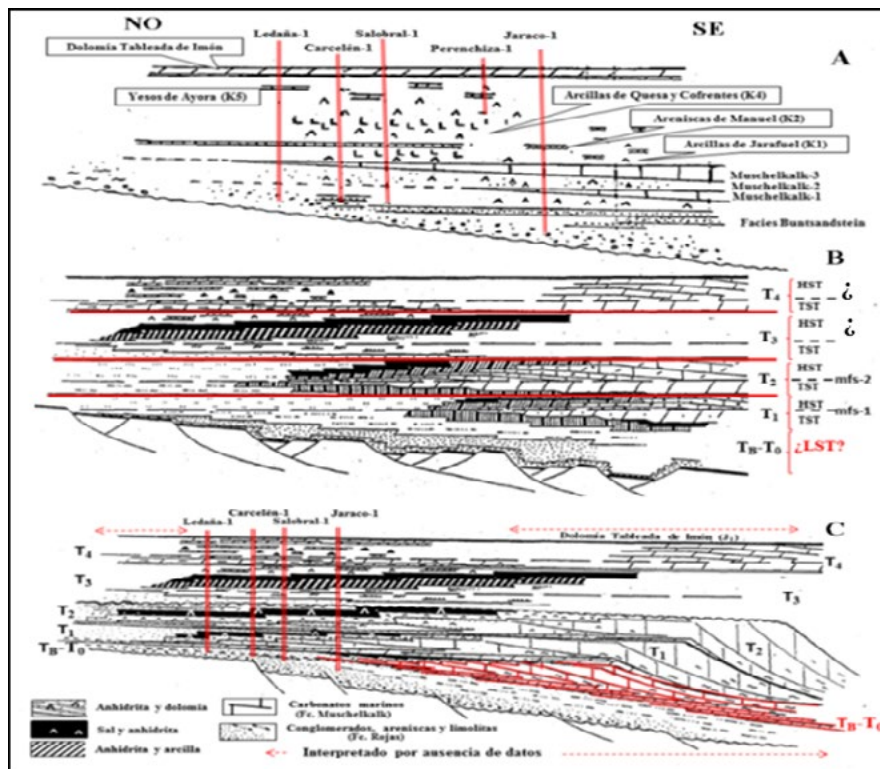 NO
SE
Ledaña-1
Carcelén-1
Salobral-1
Perenchiza-1
Jaraco-1
A
Dolomía Tableada de Imón
Yesos de Ayora (K5)
Arcillas de Quesa y Cofrentes (K4)
Areniscas de Manuel (K2)
Arcillas de Jarafuel (K1)
Muschelkalk-3
Muschelkalk-2
Muschelkalk-1
Facies Buntsandstein
B
T4 HST ¿
TST
T3 HST ¿
TST
T2 HST mfs-2
TST
T1 HST mfs-1
TST
TB-T0 ¿LST?
C
Ledaña-1
Carcelén-1
Salobral-1
Jaraco-1
Dolomía Tableada de Imón (J1)
T4
T4
T3
T3
T2
T1
TB-T0
T1
T2
TB-T0
Anhidrita y dolomía
Carbonatos marinos
(Fc. Muschelkalk)
Sal y anhidrita
Conglomerados, areniscas y limolitas
(Fc. Rojas)
Anhidrita y arcilla
Interpretado por ausencia de datos